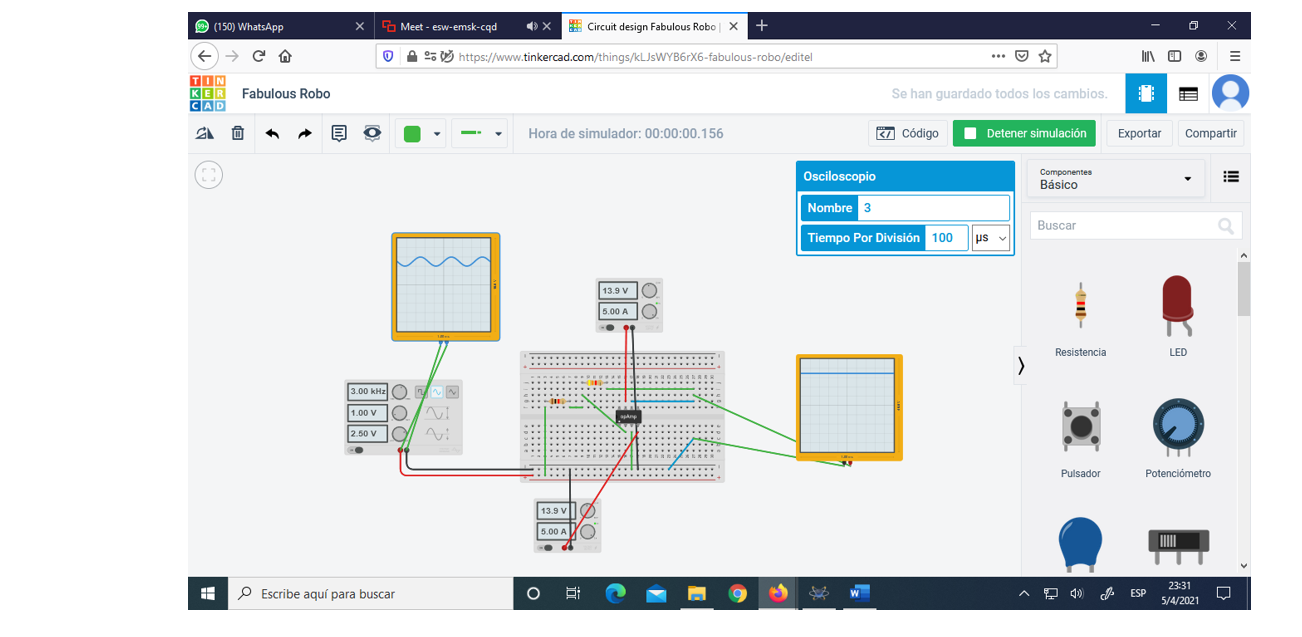 (150) WhatsApp
Meet - esw-emsk-cqd
Circuit design Fabulous Robo |
https://www.tinkercad.com/things/kLJsWYB6rX6-fabulous-robo/editel
TIN
KER
CAD
Fabulous Robo
Se han guardado todos los cambios.
Hora de simulador: 00:00:00.156
Código
Detener simulación
Exportar
Compartir
Osciloscopio
Nombre 3
Tiempo Por División 100 µs
Componentes
Básico
Buscar
13.9 V
5.00 A
3.00 kHz
1.00 V
2.50 V
opAmp
13.9 V
5.00 A
Resistencia
LED
Pulsador
Potenciómetro
Escribe aquí para buscar
ESP
23:31
5/4/2021